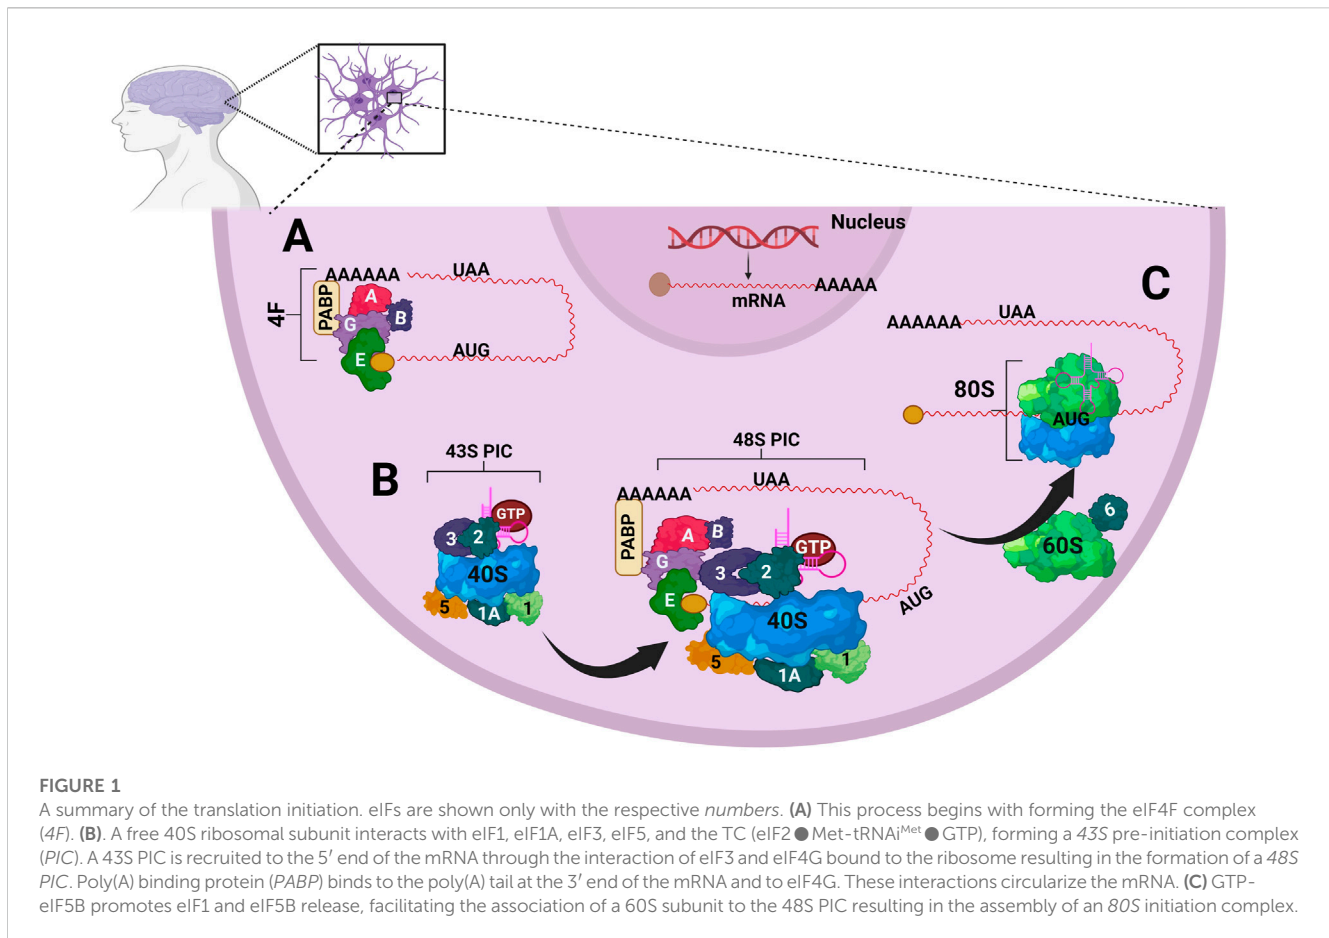 A
AAAAAA
UAA
4F
PABP
A
G
B
E
AUG
Nucleus
mRNA
AAAAA
C
AAAAAA
UAA
80S
AUG
6
60S
B
43S PIC
GTP
3
2
40S
5
1A
1
48S PIC
AAAAAA
UAA
PABP
A
B
G
E
3
2
GTP
40S
AUG
5
1A
1
FIGURE 1
A summary of the translation initiation. eIFs are shown only with the respective numbers. (A) This process begins with forming the eIF4F complex
(4F). (B). A free 40S ribosomal subunit interacts with eIF1, eIF1A, eIF3, eIF5, and the TC (eIF2●Met-tRNAiMet●GTP), forming a 43S pre-initiation complex
(PIC). A 43S PIC is recruited to the 5′ end of the mRNA through the interaction of eIF3 and eIF4G bound to the ribosome resulting in the formation of a 48S
PIC. Poly(A) binding protein (PABP) binds to the poly(A) tail at the 3′ end of the mRNA and to eIF4G. These interactions circularize the mRNA. (C) GTP-
eIF5B promotes eIF1 and eIF5B release, facilitating the association of a 60S subunit to the 48S PIC resulting in the assembly of an 80S initiation complex.